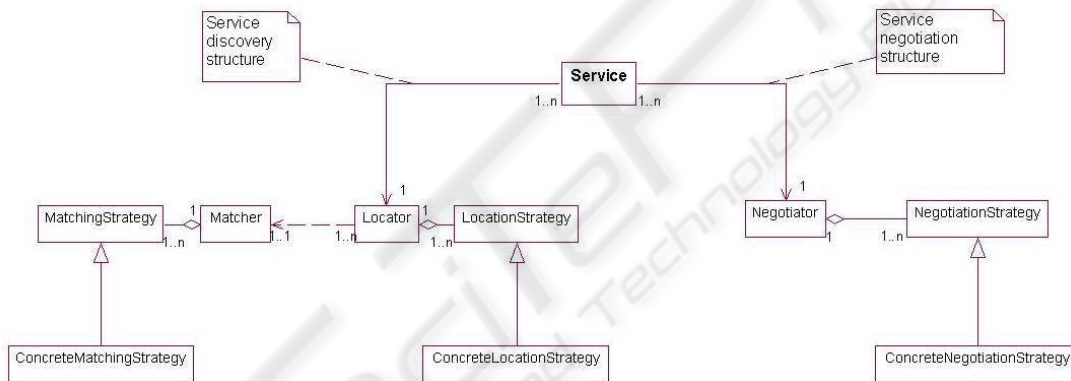 Service
discovery
structure
Service
negotiation
structure
Service
1..n
1..n
1
1
MatchingStrategy
1
1..n
Matcher
1..1
1..n
Locator
1
1..n
LocationStrategy
Negotiator
1
1..n
NegotiationStrategy
ConcreteMatchingStrategy
ConcreteLocationStrategy
ConcreteNegotiationStrategy